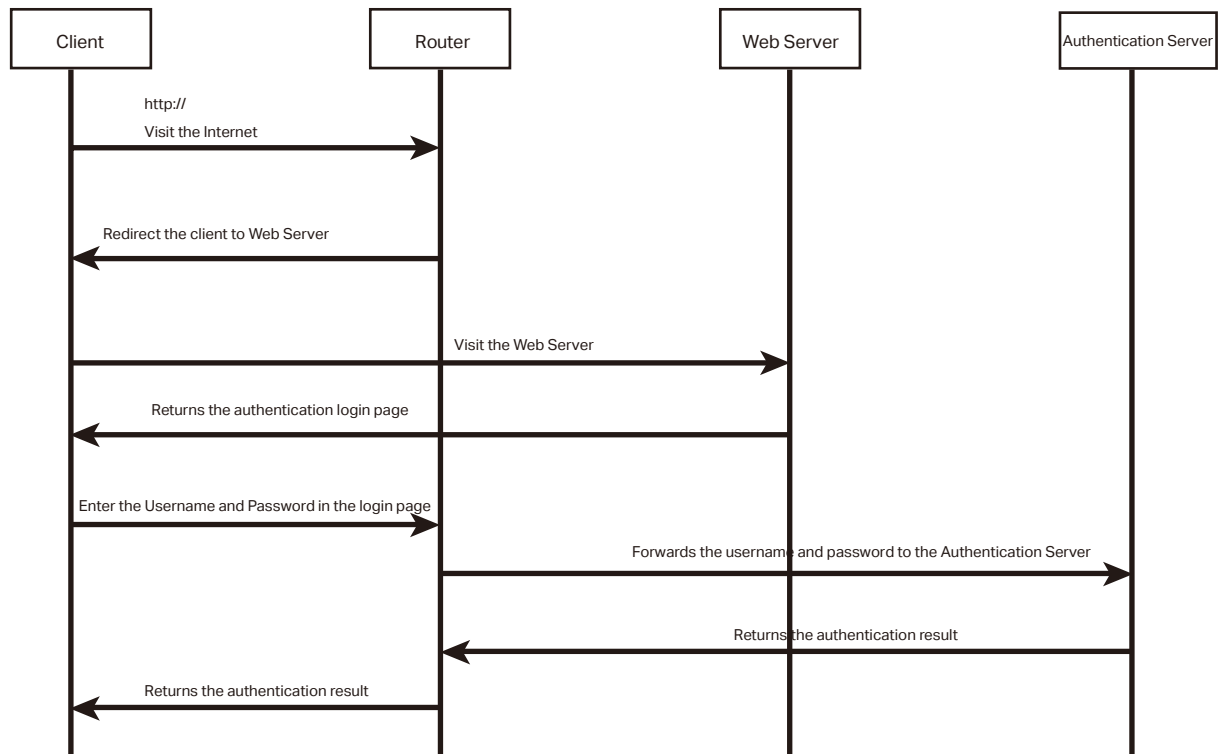 Client
Router
Web Server
Authentication Server
http://
Visit the Internet
Redirect the client to Web Server
Visit the Web Server
Returns the authentication login page
Enter the Username and Password in the login page
Forwards the username and password to the Authentication Server
Returns the authentication result
Returns the authentication result